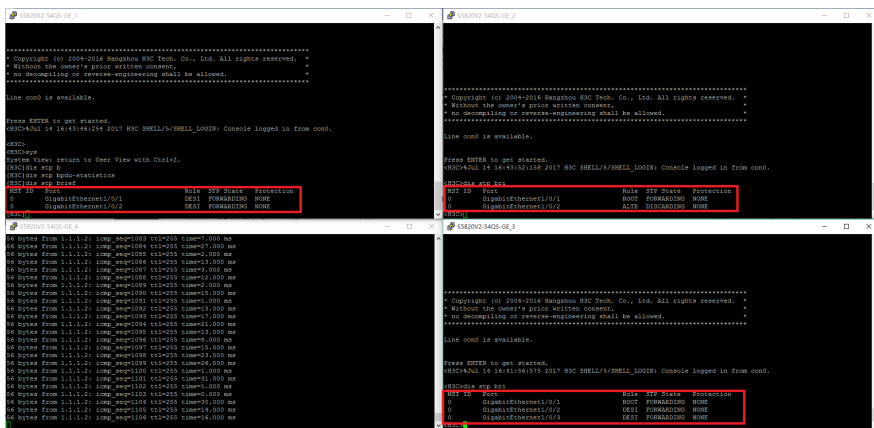 S5820V2-54QS-GE_1
********************************************************************************
* Copyright (c) 2004-2016 Hangzhou H3C Tech. Co., Ltd. All rights reserved. *
* Without the owner's prior written consent, *
* no decompiling or reverse-engineering shall be allowed. *
********************************************************************************
Line con0 is available.
Press ENTER to get started.
<H3C>%Jul 14 16:43:46:254 2017 H3C SHELL/5/SHELL_LOGIN: Console logged in from con0.
<H3C>
<H3C>sys
System View: return to User View with Ctrl+Z.
[H3C]dis stp b
[H3C]dis stp bpdu-statistics
[H3C]dis stp brief
MST ID Port Role STP State Protection
0 GigabitEthernet1/0/1 DESI FORWARDING NONE
0 GigabitEthernet1/0/2 DESI FORWARDING NONE
[H3C]
S5820V2-54QS-GE_2
* Copyright (c) 2004-2016 Hangzhou H3C Tech. Co., Ltd. All rights reserved. *
* Without the owner's prior written consent, *
* no decompiling or reverse-engineering shall be allowed. *
********************************************************************************
Line con0 is available.
Press ENTER to get started.
<H3C>%Jul 14 16:43:52:158 2017 H3C SHELL/5/SHELL_LOGIN: Console logged in from con0.
<H3C>dis stp bri
MST ID Port Role STP State Protection
0 GigabitEthernet1/0/1 ROOT FORWARDING NONE
0 GigabitEthernet1/0/2 ALTE DISCARDING NONE
<H3C>
S5820V2-54QS-GE_4
56 bytes from 1.1.1.2: icmp_seq=1083 ttl=255 time=7.000 ms
56 bytes from 1.1.1.2: icmp_seq=1084 ttl=255 time=27.000 ms
56 bytes from 1.1.1.2: icmp_seq=1085 ttl=255 time=2.000 ms
56 bytes from 1.1.1.2: icmp_seq=1086 ttl=255 time=13.000 ms
56 bytes from 1.1.1.2: icmp_seq=1087 ttl=255 time=3.000 ms
56 bytes from 1.1.1.2: icmp_seq=1088 ttl=255 time=12.000 ms
56 bytes from 1.1.1.2: icmp_seq=1089 ttl=255 time=2.000 ms
56 bytes from 1.1.1.2: icmp_seq=1090 ttl=255 time=15.000 ms
56 bytes from 1.1.1.2: icmp_seq=1091 ttl=255 time=1.000 ms
56 bytes from 1.1.1.2: icmp_seq=1092 ttl=255 time=13.000 ms
56 bytes from 1.1.1.2: icmp_seq=1093 ttl=255 time=17.000 ms
56 bytes from 1.1.1.2: icmp_seq=1094 ttl=255 time=21.000 ms
56 bytes from 1.1.1.2: icmp_seq=1095 ttl=255 time=13.000 ms
56 bytes from 1.1.1.2: icmp_seq=1096 ttl=255 time=8.000 ms
56 bytes from 1.1.1.2: icmp_seq=1097 ttl=255 time=15.000 ms
56 bytes from 1.1.1.2: icmp_seq=1098 ttl=255 time=23.000 ms
56 bytes from 1.1.1.2: icmp_seq=1099 ttl=255 time=26.000 ms
56 bytes from 1.1.1.2: icmp_seq=1100 ttl=255 time=1.000 ms
56 bytes from 1.1.1.2: icmp_seq=1101 ttl=255 time=31.000 ms
56 bytes from 1.1.1.2: icmp_seq=1102 ttl=255 time=1.000 ms
56 bytes from 1.1.1.2: icmp_seq=1103 ttl=255 time=0.000 ms
56 bytes from 1.1.1.2: icmp_seq=1104 ttl=255 time=30.000 ms
56 bytes from 1.1.1.2: icmp_seq=1105 ttl=255 time=14.000 ms
56 bytes from 1.1.1.2: icmp_seq=1106 ttl=255 time=16.000 ms
S5820V2-54QS-GE_3
********************************************************************************
* Copyright (c) 2004-2016 Hangzhou H3C Tech. Co., Ltd. All rights reserved. *
* Without the owner's prior written consent, *
* no decompiling or reverse-engineering shall be allowed. *
********************************************************************************
Line con0 is available.
Press ENTER to get started.
<H3C>%Jul 14 16:41:56:575 2017 H3C SHELL/5/SHELL_LOGIN: Console logged in from con0.
<H3C>dis stp bri
MST ID Port Role STP State Protection
0 GigabitEthernet1/0/1 ROOT FORWARDING NONE
0 GigabitEthernet1/0/2 DESI FORWARDING NONE
0 GigabitEthernet1/0/3 DESI FORWARDING NONE
<H3C>